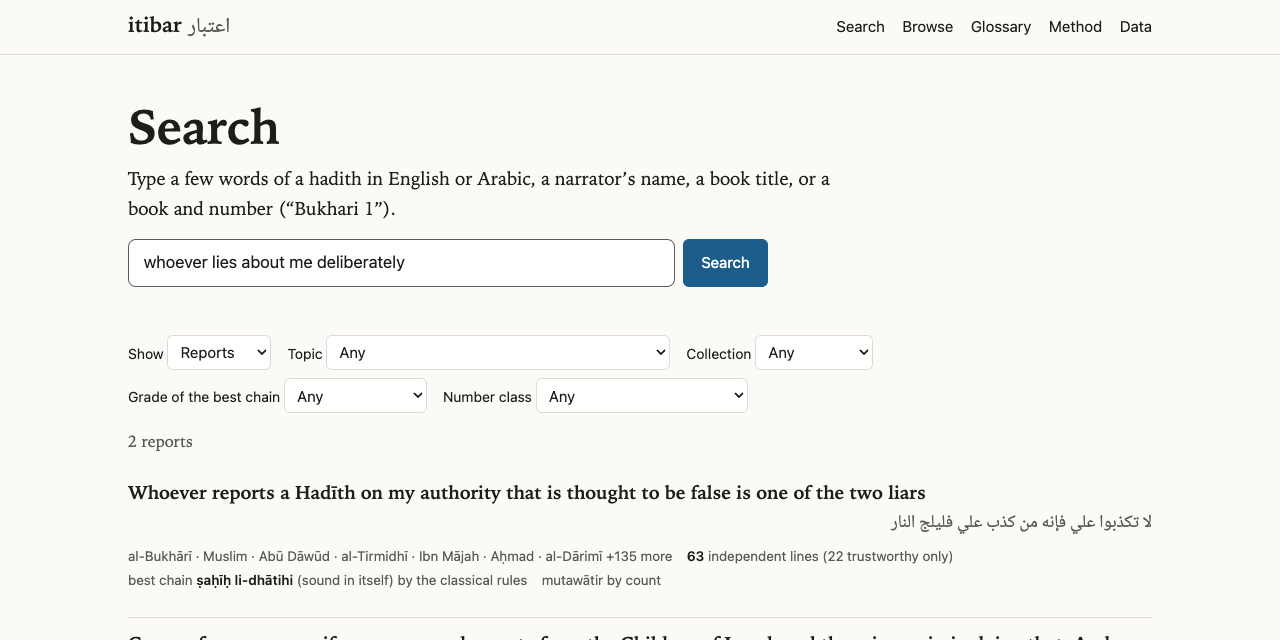 itibar اعتبار
Search Browse Glossary Method Data
Search
Type a few words of a hadith in English or Arabic, a narrator’s name, a book title, or a
book and number (“Bukhari 1”).
whoever lies about me deliberately Search
Show Reports Topic Any Collection Any
Grade of the best chain Any Number class Any
2 reports
Whoever reports a Hadīth on my authority that is thought to be false is one of the two liars
لا تكذبوا علي فإنه من كذب علي فليلج النار
al-Bukhārī · Muslim · Abū Dāwūd · al-Tirmidhī · Ibn Mājah · Aḥmad · al-Dārimī +135 more 63 independent lines (22 trustworthy only)
best chain ṣaḥīḥ li-dhātihi (sound in itself) by the classical rules mutawātir by count